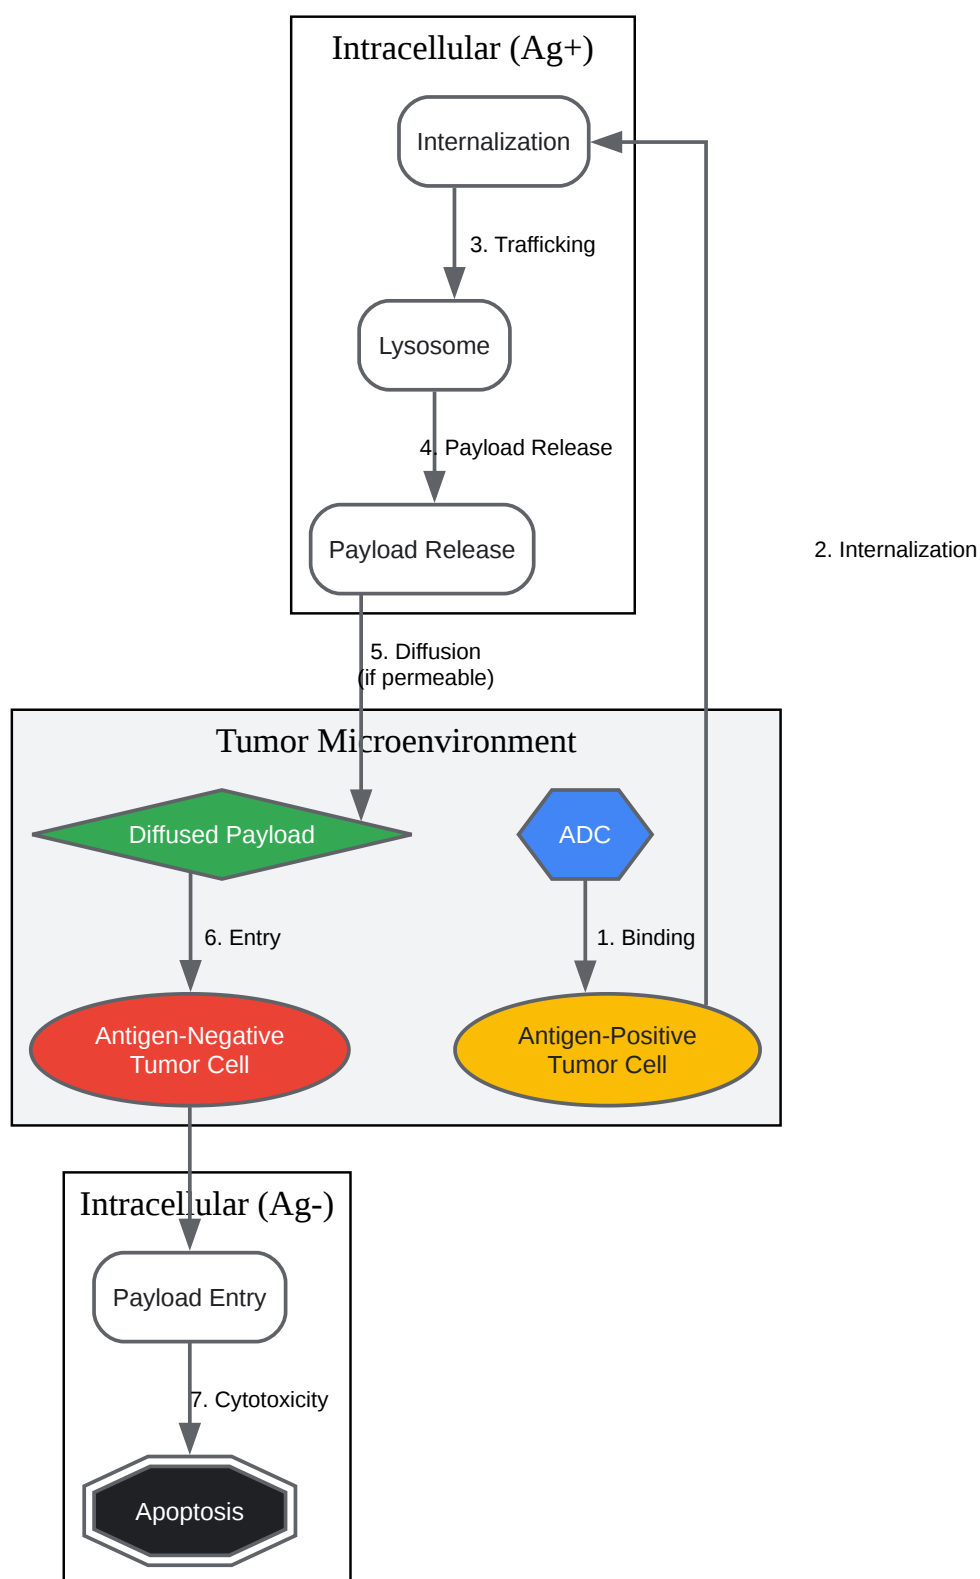 Intracellular (Ag+)
Internalization
3. Trafficking
Lysosome
4. Payload Release
Payload Release
2. Internalization
5. Diffusion
(if permeable)
Tumor Microenvironment
Diffused Payload
ADC
6. Entry
1. Binding
Antigen-Negative
Tumor Cell
Antigen-Positive
Tumor Cell
Intracellular (Ag-)
Payload Entry
7. Cytotoxicity
Apoptosis